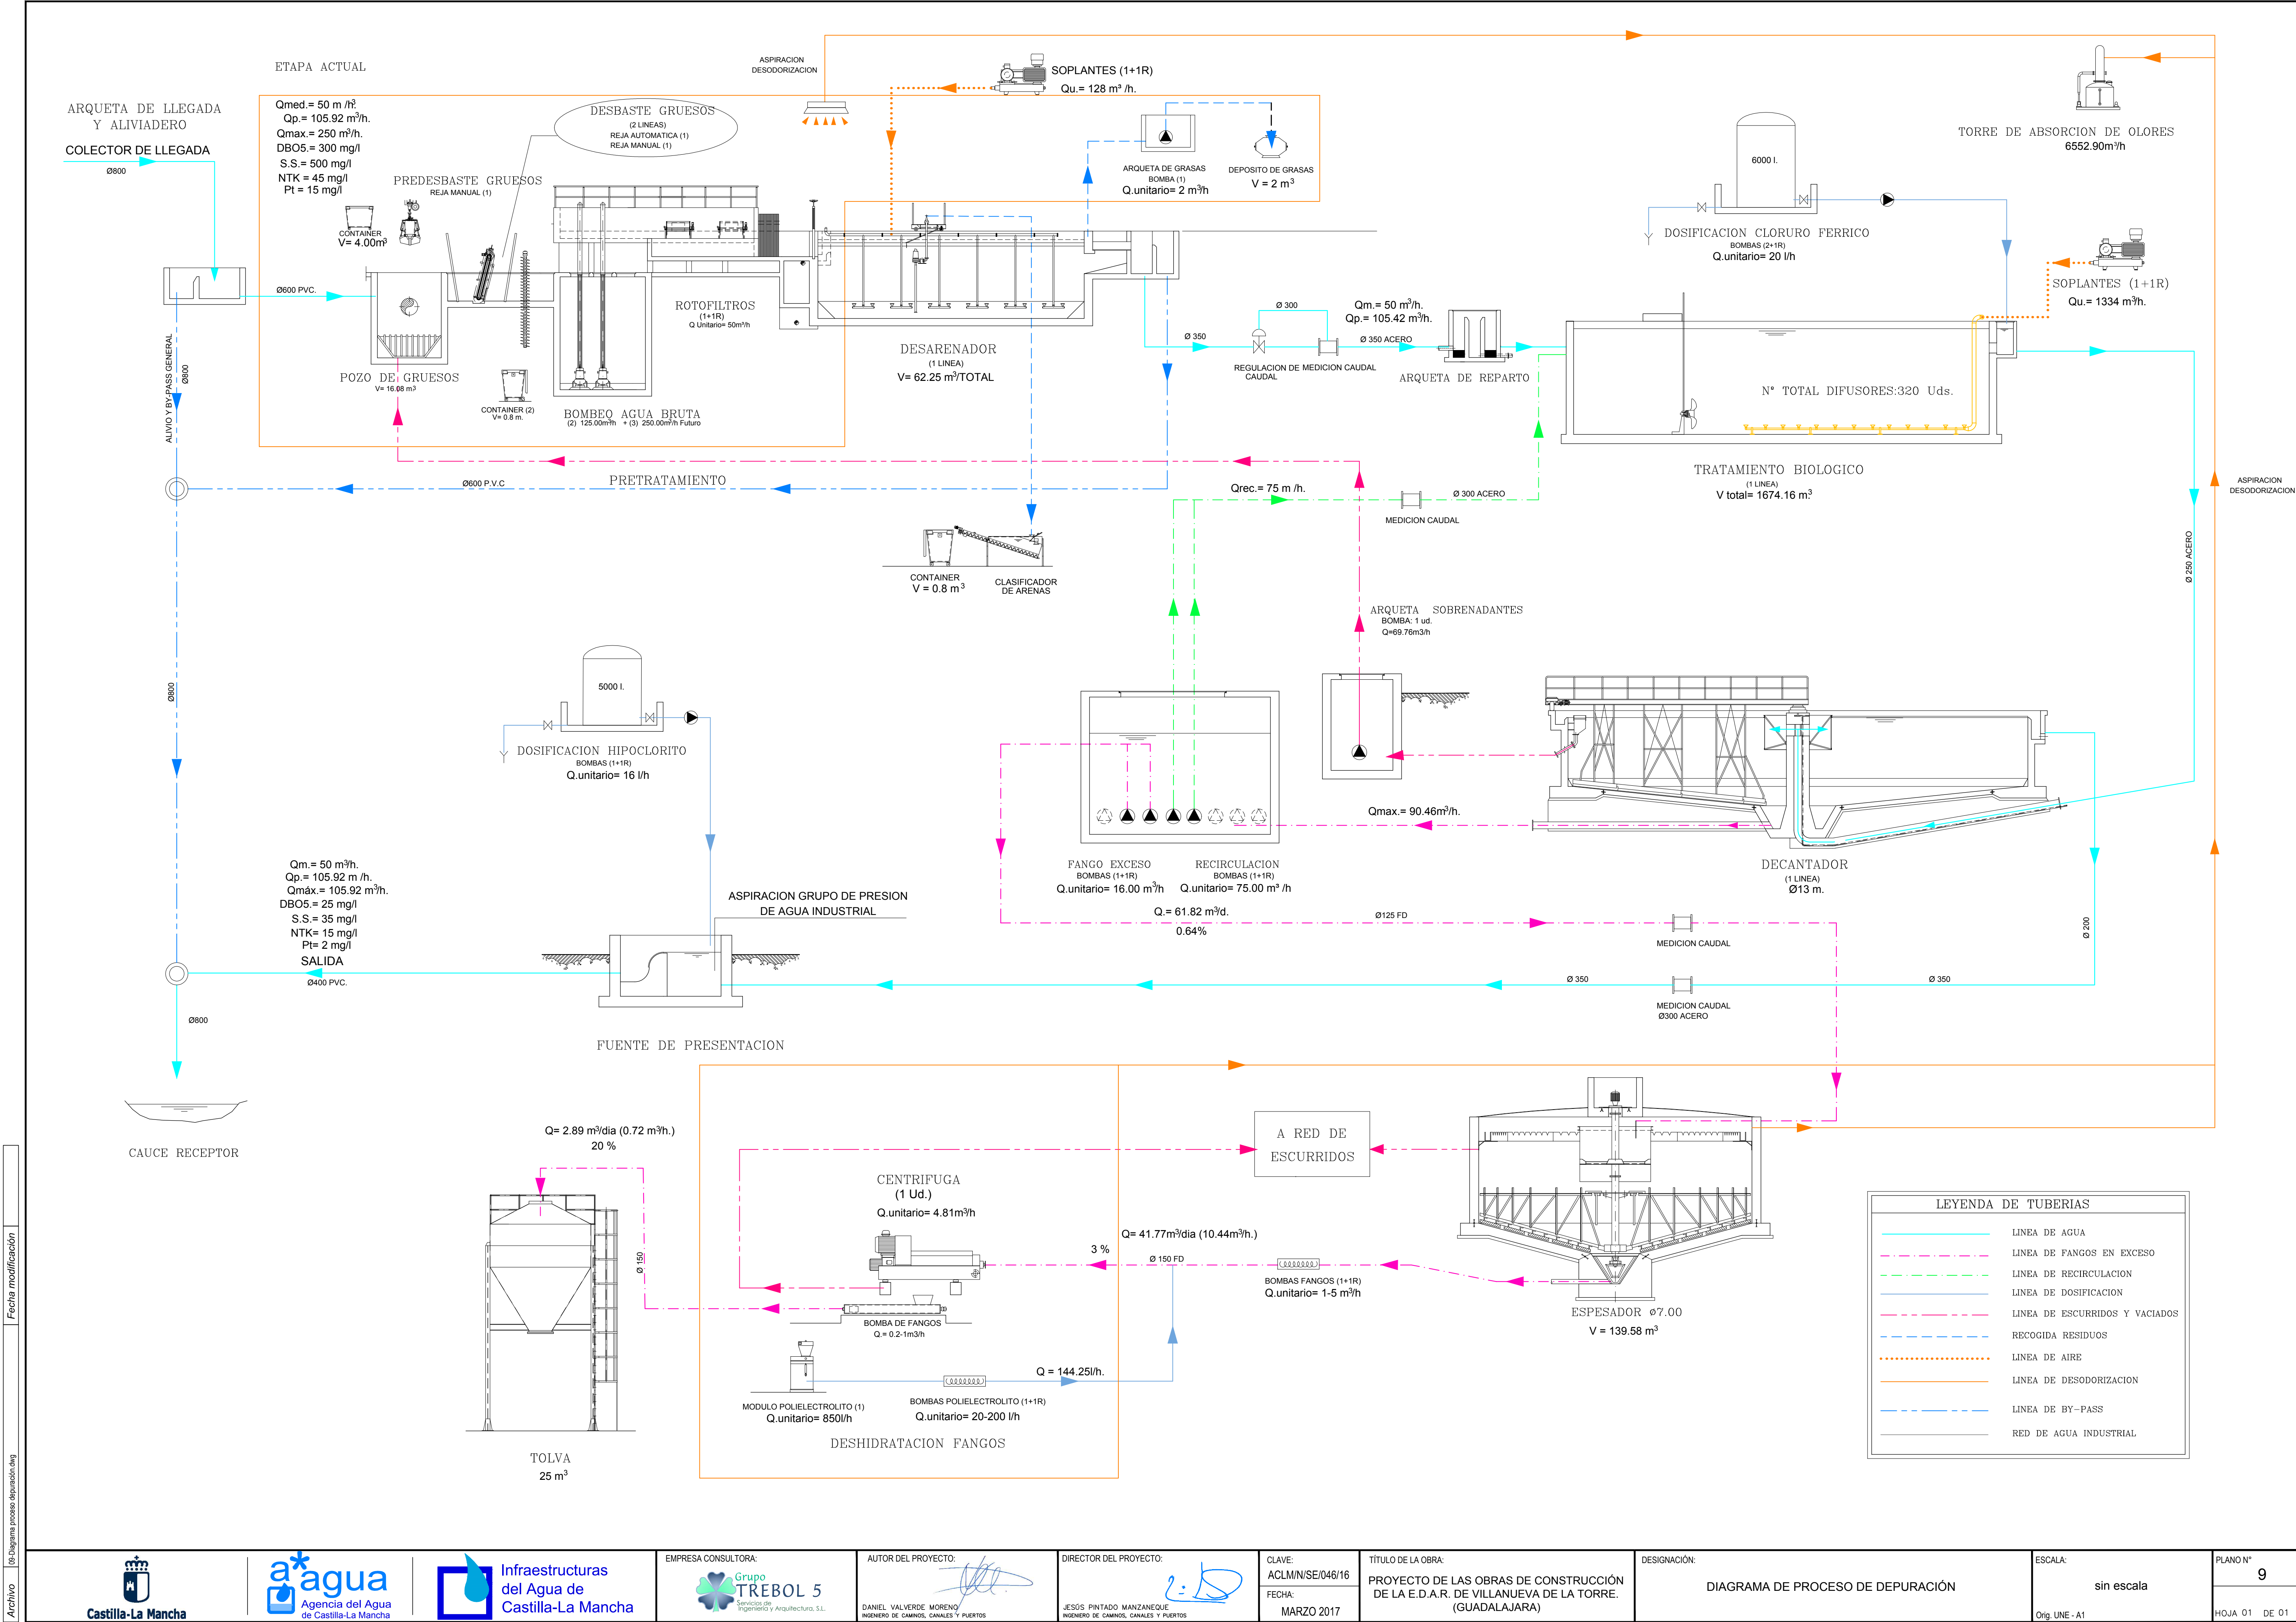 ETAPA ACTUAL
ARQUETA DE LLEGADA
Y ALIVIADERO
COLECTOR DE LLEGADA
Ø800
Qmed.= 50 m /h³.
Qp.= 105.92 m³/h.
Qmax.= 250 m³/h.
DBO5.= 300 mg/l
S.S.= 500 mg/l
NTK = 45 mg/l
Pt = 15 mg/l
CONTAINER
V= 4.00m³
PREDESBASTE GRUESOS
REJA MANUAL (1)
DESBASTE GRUESOS
(2 LINEAS)
REJA AUTOMATICA (1)
REJA MANUAL (1)
ASPIRACION
DESODORIZACION
SOPLANTES (1+1R)
Qu.= 128 m³ /h.
ARQUETA DE GRASAS
BOMBA (1)
Q.unitario= 2 m³/h
DEPOSITO DE GRASAS
V = 2 m³
TORRE DE ABSORCION DE OLORES
6552.90m³/h
6000 l.
DOSIFICACION CLORURO FERRICO
BOMBAS (2+1R)
Q.unitario= 20 l/h
SOPLANTES (1+1R)
Qu.= 1334 m³/h.
Ø600 PVC.
POZO DE GRUESOS
V= 16.08 m³
CONTAINER (2)
V= 0.8 m.
BOMBEO AGUA BRUTA
(2) 125.00m³/h + (3) 250.00m³/h Futuro
ROTOFILTROS
(1+1R)
Q Unitario= 50m³/h
DESARENADOR
(1 LINEA)
V= 62.25 m³/TOTAL
Ø 350
Ø 300
REGULACION DE
CAUDAL
MEDICION CAUDAL
Qm.= 50 m³/h.
Qp.= 105.42 m³/h.
Ø 350 ACERO
ARQUETA DE REPARTO
Nº TOTAL DIFUSORES:320 Uds.
TRATAMIENTO BIOLOGICO
(1 LINEA)
V total= 1674.16 m³.
ALIVIO Y BY-PASS GENERAL
Ø800
Ø600 P.V.C
PRETRATAMIENTO
Qrec.= 75 m /h.
MEDICION CAUDAL
Ø 300 ACERO
ASPIRACION
DESODORIZACION
Ø 250 ACERO
CONTAINER
V = 0.8 m³
CLASIFICADOR
DE ARENAS
ARQUETA SOBRENADANTES
BOMBA: 1 ud.
Q=69.76m3/h
Ø800
5000 l.
DOSIFICACION HIPOCLORITO
BOMBAS (1+1R)
Q.unitario= 16 l/h
Qmax.= 90.46m³/h.
FANGO EXCESO
BOMBAS (1+1R)
Q.unitario= 16.00 m³/h
RECIRCULACION
BOMBAS (1+1R)
Q.unitario= 75.00 m³ /h
DECANTADOR
(1 LINEA)
Ø13 m.
Qm.= 50 m³/h.
Qp.= 105.92 m /h.
Qmáx.= 105.92 m³/h.
DBO5.= 25 mg/l
S.S.= 35 mg/l
NTK= 15 mg/l
Pt= 2 mg/l
SALIDA
Ø400 PVC.
ASPIRACION GRUPO DE PRESION
DE AGUA INDUSTRIAL
Q.= 61.82 m³/d.
0.64%
Ø125 FD
MEDICION CAUDAL
Ø 200
Ø 350
MEDICION CAUDAL
Ø300 ACERO
Ø 350
Ø800
FUENTE DE PRESENTACION
CAUCE RECEPTOR
Q= 2.89 m³/dia (0.72 m³/h.)
20 %
Ø 150
TOLVA
25 m³
CENTRIFUGA
(1 Ud.)
Q.unitario= 4.81m³/h
BOMBA DE FANGOS
Q.= 0.2-1m3/h
A RED DE
ESCURRIDOS
Q= 41.77m³/dia (10.44m³/h.)
3 %
Ø 150 FD
BOMBAS FANGOS (1+1R)
Q.unitario= 1-5 m³/h
ESPESADOR ø7.00
V = 139.58 m³
Q = 144.25l/h.
MODULO POLIELECTROLITO (1)
Q.unitario= 850l/h
BOMBAS POLIELECTROLITO (1+1R)
Q.unitario= 20-200 l/h
DESHIDRATACION FANGOS
LEYENDA DE TUBERIAS
LINEA DE AGUA
LINEA DE FANGOS EN EXCESO
LINEA DE RECIRCULACION
LINEA DE DOSIFICACION
LINEA DE ESCURRIDOS Y VACIADOS
RECOGIDA RESIDUOS
LINEA DE AIRE
LINEA DE DESODORIZACION
LINEA DE BY-PASS
RED DE AGUA INDUSTRIAL
Fecha modificación
09-Diagrama proceso depuración.dwg
Archivo
Castilla-La Mancha
a*agua
Agencia del Agua
de Castilla-La Mancha
Infraestructuras
del Agua de
Castilla-La Mancha
EMPRESA CONSULTORA:
Grupo
TREBOL 5
Servicios de
Ingeniería y Arquitectura, S.L.
AUTOR DEL PROYECTO:
DANIEL VALVERDE MORENO
INGENIERO DE CAMINOS, CANALES Y PUERTOS
DIRECTOR DEL PROYECTO:
JESÚS PINTADO MANZANEQUE
INGENIERO DE CAMINOS, CANALES Y PUERTOS
CLAVE:
ACLM/N/SE/046/16
FECHA:
MARZO 2017
TÍTULO DE LA OBRA:
PROYECTO DE LAS OBRAS DE CONSTRUCCIÓN
DE LA E.D.A.R. DE VILLANUEVA DE LA TORRE.
(GUADALAJARA)
DESIGNACIÓN:
DIAGRAMA DE PROCESO DE DEPURACIÓN
ESCALA:
sin escala
Orig. UNE - A1
PLANO Nº
9
HOJA 01 DE 01